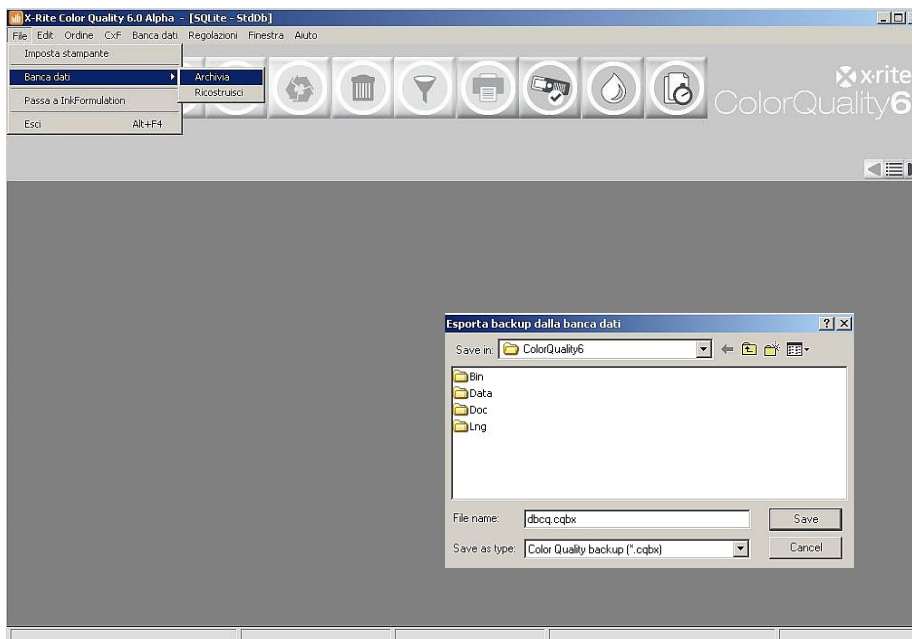 X-Rite Color Quality 6.0 Alpha - [SQLite - StdDb]
File Edit Ordine CxF Banca dati Regolazioni Finestra Aiuto
Imposta stampante
Banca dati
Archivia
Ricostruisci
Passa a InkFormulation
Esci Alt+F4
x·rite
ColorQuality6
Esporta backup dalla banca dati
Save in: ColorQuality6
Bin
Data
Doc
Lng
File name: dbcq.cqbx
Save
Save as type: Color Quality backup (*.cqbx)
Cancel